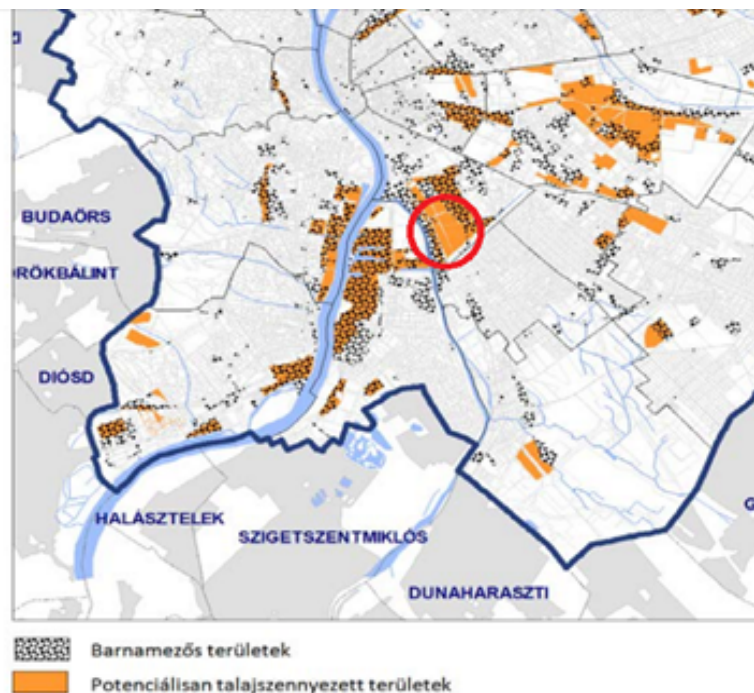 BUDAÖRS
RÖKBÁLINT
DIÓSD
HALÁSZTELEK
SZIGETSZENTMIKLÓS
DUNAHARASZTI
G
Barnamezős területek
Potenciálisan talajszennyezett területek